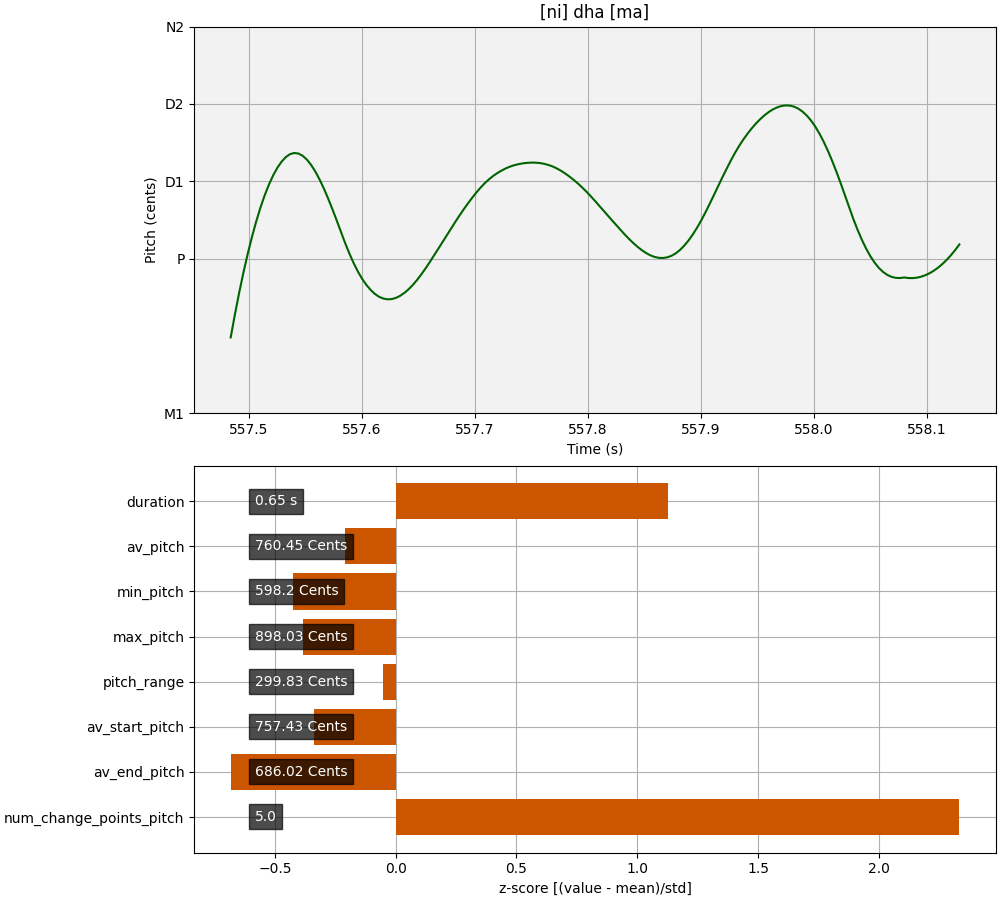 [ni] dha [ma]
N2
D2
D1
P
M1
Pitch (cents)
557.5 557.6 557.7 557.8 557.9 558.0 558.1
Time (s)
duration 0.65 s
av_pitch 760.45 Cents
min_pitch 598.2 Cents
max_pitch 898.03 Cents
pitch_range 299.83 Cents
av_start_pitch 757.43 Cents
av_end_pitch 686.02 Cents
num_change_points_pitch 5.0
−0.5 0.0 0.5 1.0 1.5 2.0
z-score [(value - mean)/std]